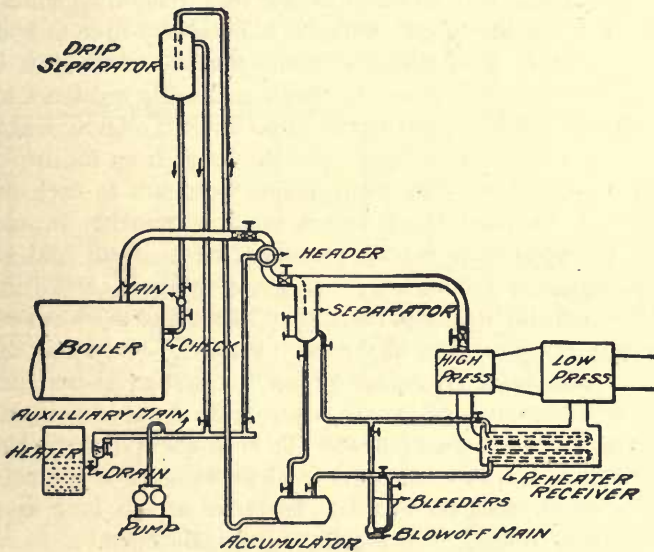 DRIP
SEPARATOR
HEADER
MAIN
SEPARATOR
BOILER
CHECK
HIGH
PRESS.
LOW
PRESS.
AUXILLIARY MAIN
HEATER
DRAIN
REHEATER
RECEIVER
BLEEDERS
PUMP
ACCUMULATOR
BLOWOFF MAIN